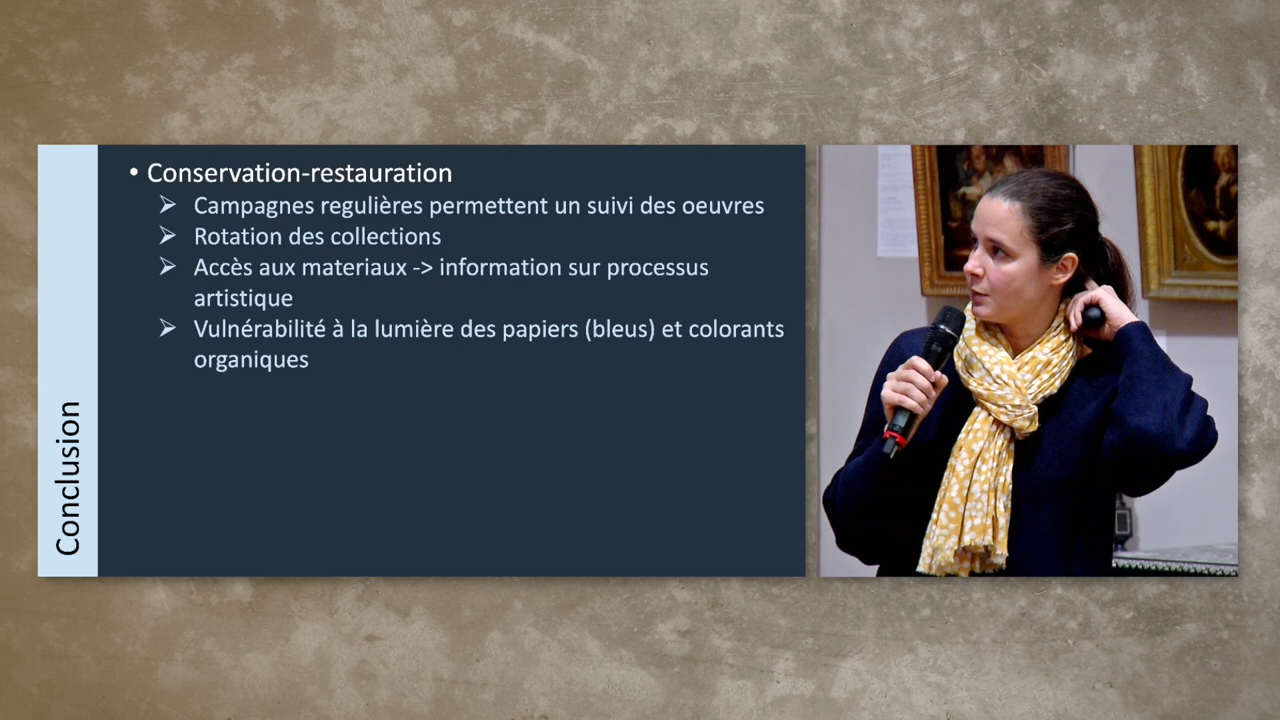 Conclusion
• Conservation-restauration
➢ Campagnes regulières permettent un suivi des oeuvres
➢ Rotation des collections
➢ Accès aux materiaux -> information sur processus
artistique
➢ Vulnérabilité à la lumière des papiers (bleus) et colorants
organiques